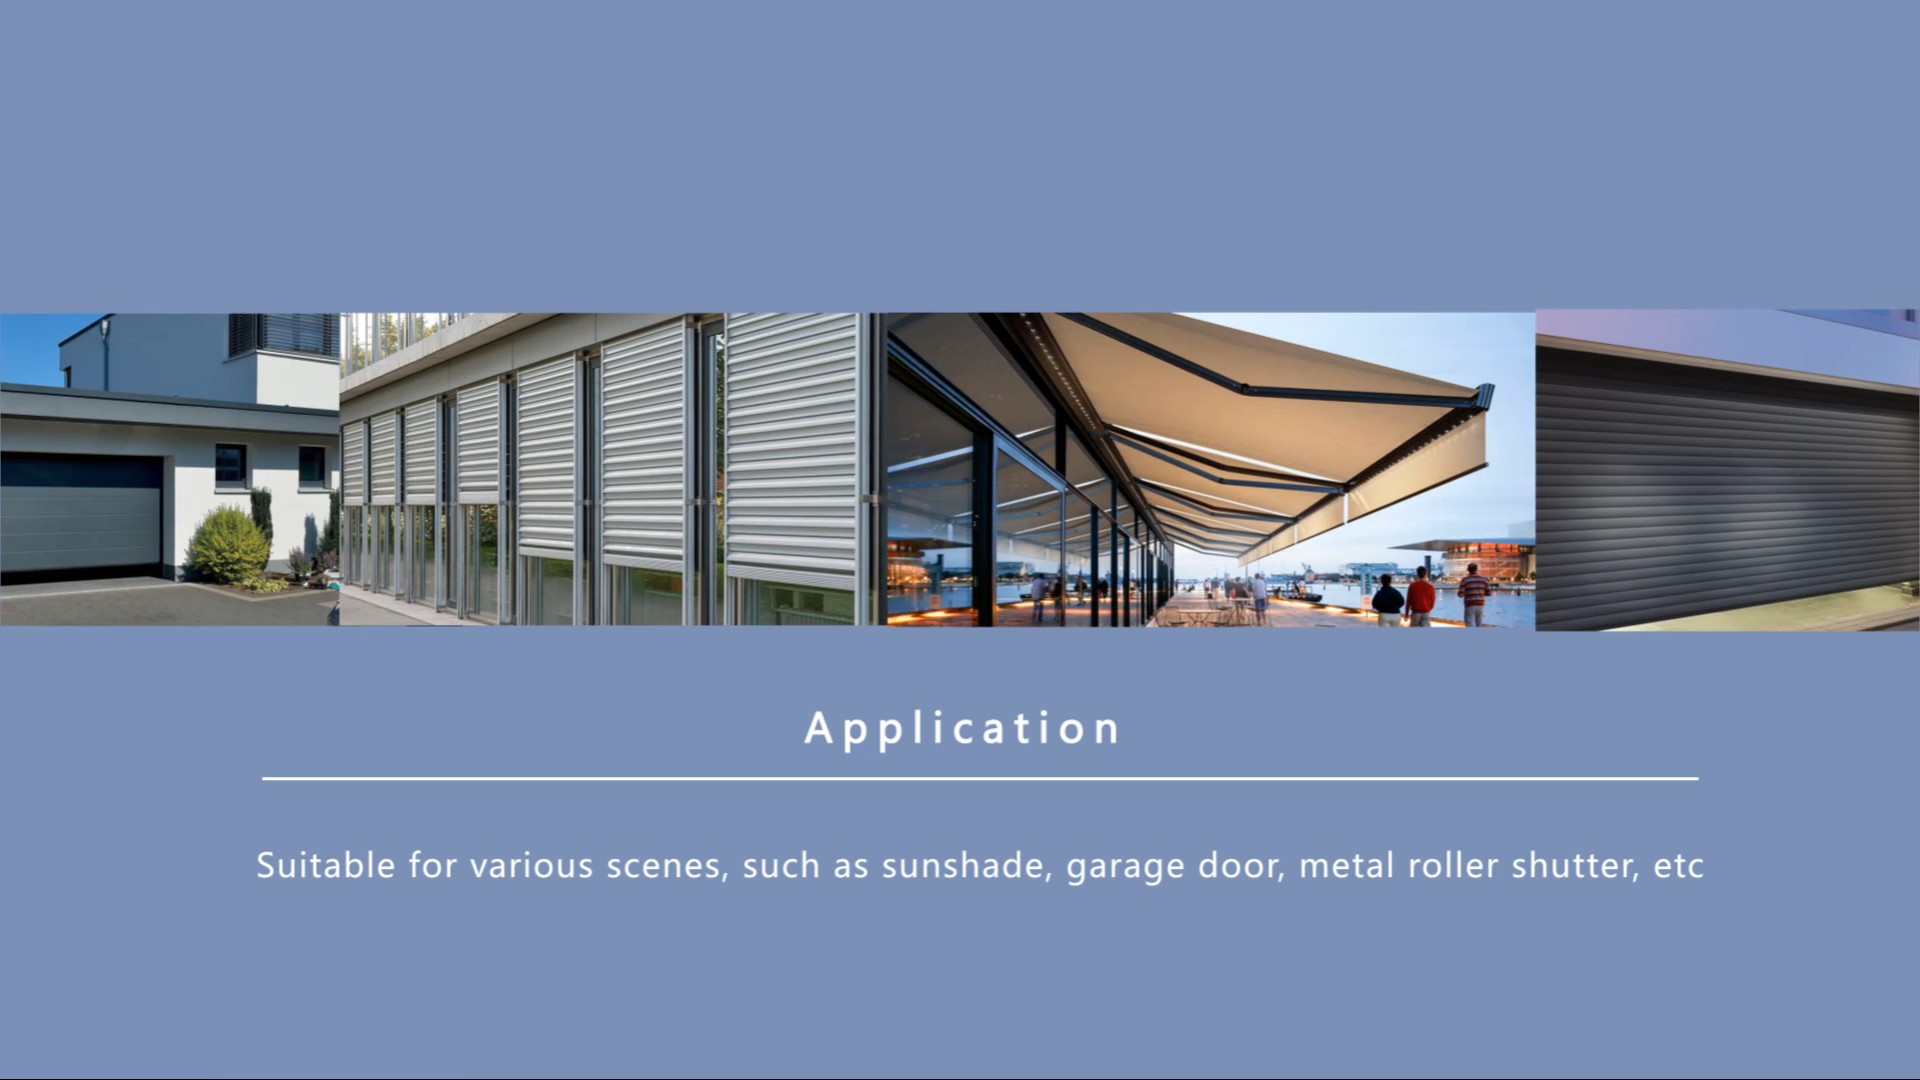 Application
Suitable for various scenes, such as sunshade, garage door, metal roller shutter, etc